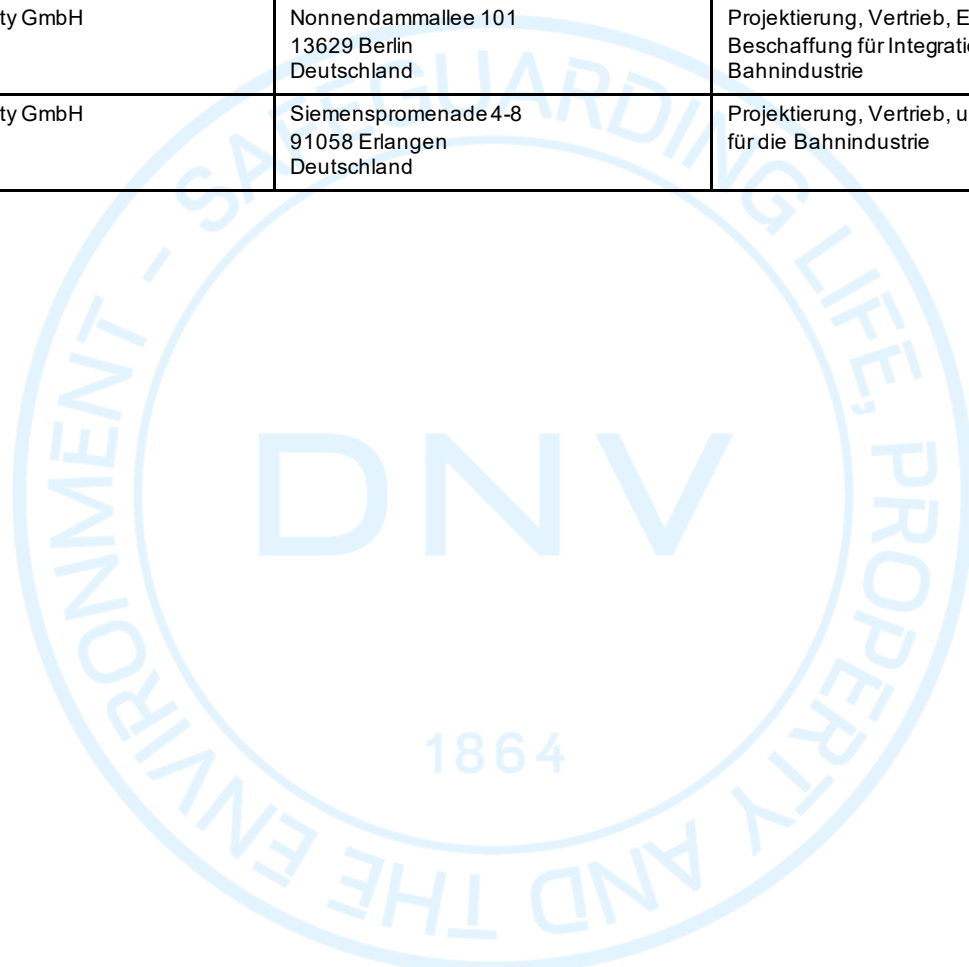 ty GmbH
Nonnendammallee 101
13629 Berlin
Deutschland
Projektierung, Vertrieb, E
Beschaffung für Integrati
Bahnindustrie
ty GmbH
Siemenspromenade 4-8
91058 Erlangen
Deutschland
Projektierung, Vertrieb, u
für die Bahnindustrie
SAFEGUARDING LIFE, PROPERTY AND THE ENVIRONMENT -
DNV
1864